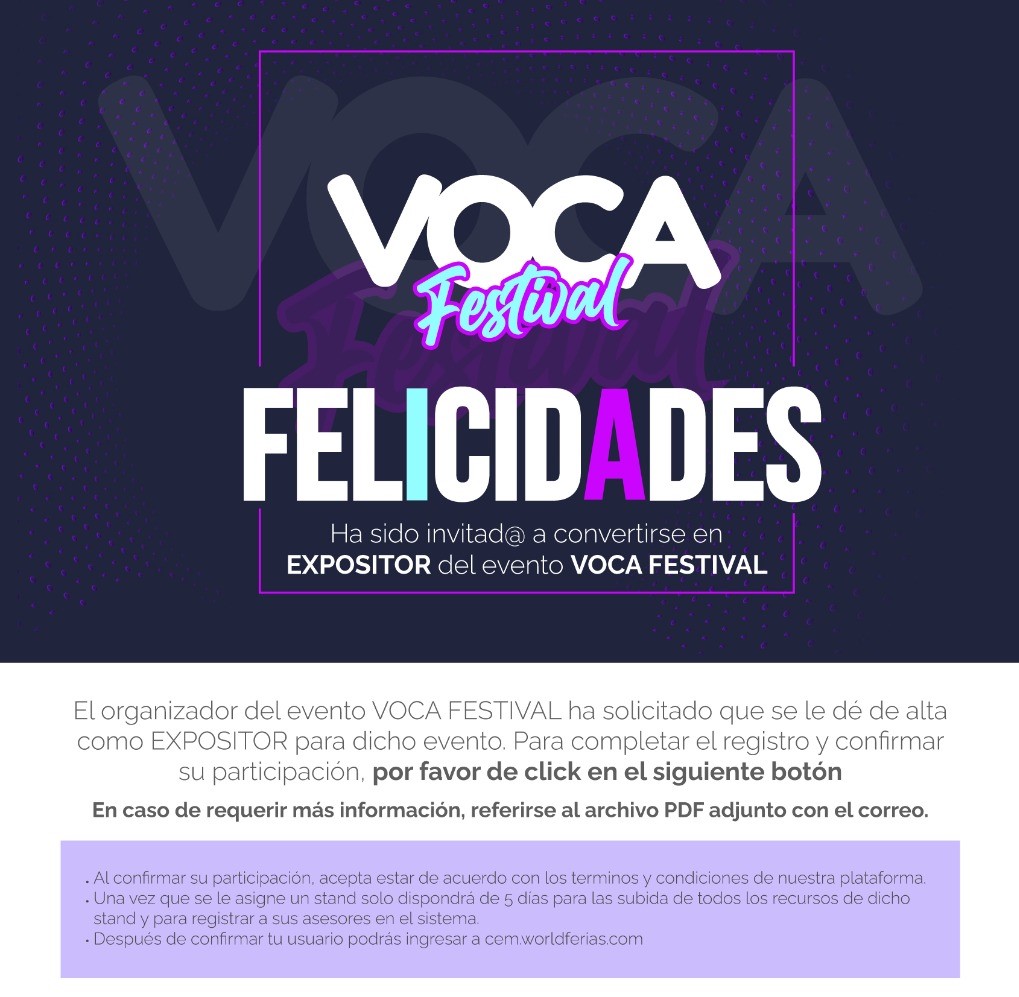 VOCA
Festival
VOCA
Festival
FELICIDADES
Ha sido invitad@ a convertirse en
EXPOSITOR del evento VOCA FESTIVAL
El organizador del evento VOCA FESTIVAL ha solicitado que se le dé de alta
como EXPOSITOR para dicho evento. Para completar el registro y confirmar
su participación, por favor de click en el siguiente botón
En caso de requerir más información, referirse al archivo PDF adjunto con el correo.
• Al confirmar su participación, acepta estar de acuerdo con los terminos y condiciones de nuestra plataforma.
• Una vez que se le asigne un stand solo dispondrá de 5 días para las subida de todos los recursos de dicho
stand y para registrar a sus asesores en el sistema.
• Después de confirmar tu usuario podrás ingresar a cem.worldferias.com